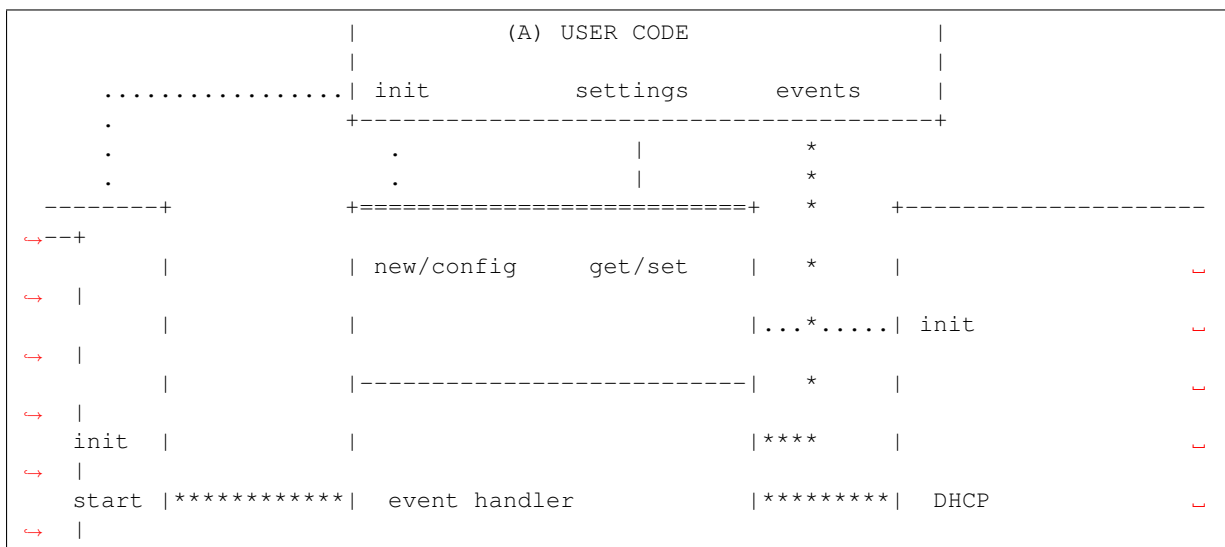 |          (A) USER CODE                 |
                        |                                        |
       .................| init          settings      events     |
       .                +----------------------------------------+
       .                   .                |           *
       .                   .                |           *
   --------+            +===========================+   *     +---------------------
↪--+
           |            | new/config     get/set    |   *     |                    ␣
↪  |
           |            |                           |...*.....| init               ␣
↪  |
           |            |---------------------------|   *     |                    ␣
↪  |
     init  |            |                           |****     |                    ␣
↪  |
     start |************|  event handler            |*********|  DHCP              ␣
↪  |